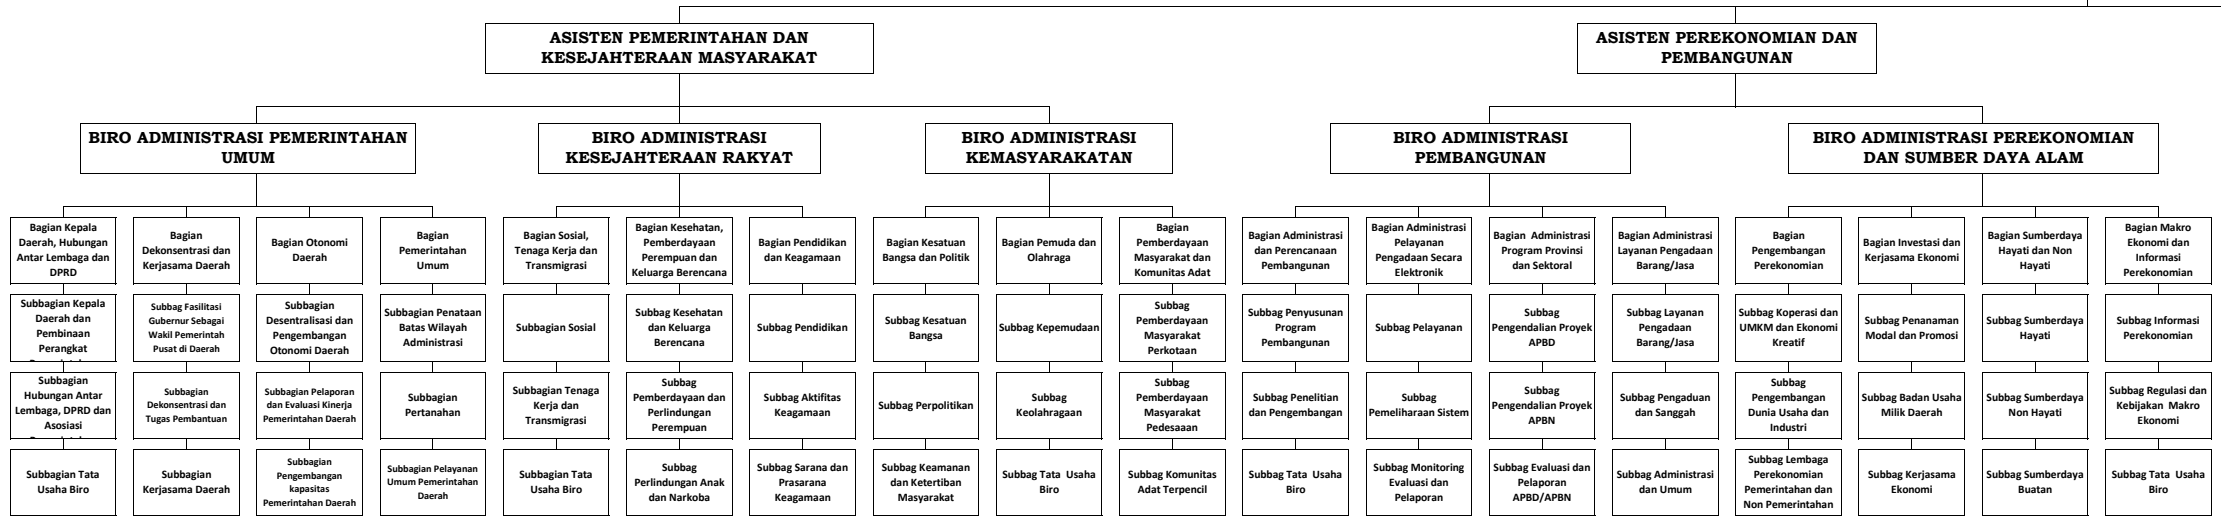 ASISTEN PEMERINTAHAN DAN
KESEJAHTERAAN MASYARAKAT
ASISTEN PEREKONOMIAN DAN
PEMBANGUNAN
BIRO ADMINISTRASI PEMERINTAHAN
UMUM
BIRO ADMINISTRASI
KESEJAHTERAAN RAKYAT
BIRO ADMINISTRASI
KEMASYARAKATAN
BIRO ADMINISTRASI
PEMBANGUNAN
BIRO ADMINISTRASI PEREKONOMIAN
DAN SUMBER DAYA ALAM
Bagian Kepala
Daerah, Hubungan
Antar Lembaga dan
DPRD
Bagian
Dekonsentrasi dan
Kerjasama Daerah
Bagian Otonomi
Daerah
Bagian
Pemerintahan
Umum
Bagian Sosial,
Tenaga Kerja dan
Transmigrasi
Bagian Kesehatan,
Pemberdayaan
Perempuan dan
Keluarga Berencana
Bagian Pendidikan
dan Keagamaan
Bagian Kesatuan
Bangsa dan Politik
Bagian Pemuda dan
Olahraga
Bagian
Pemberdayaan
Masyarakat dan
Komunitas Adat
Bagian Administrasi
dan Perencanaan
Pembangunan
Bagian Administrasi
Pelayanan
Pengadaan Secara
Elektronik
Bagian Administrasi
Program Provinsi
dan Sektoral
Bagian Administrasi
Layanan Pengadaan
Barang/Jasa
Bagian
Pengembangan
Perekonomian
Bagian Investasi dan
Kerjasama Ekonomi
Bagian Sumberdaya
Hayati dan Non
Hayati
Bagian Makro
Ekonomi dan
Informasi
Perekonomian
Subbagian Kepala
Daerah dan
Pembinaan
Perangkat
Subbag Fasilitasi
Gubernur Sebagai
Wakil Pemerintah
Pusat di Daerah
Subbagian
Desentralisasi dan
Pengembangan
Otonomi Daerah
Subbagian Penataan
Batas Wilayah
Administrasi
Subbagian Sosial
Subbag Kesehatan
dan Keluarga
Berencana
Subbag Pendidikan
Subbag Kesatuan
Bangsa
Subbag Kepemudaan
Subbag
Pemberdayaan
Masyarakat
Perkotaan
Subbag Penyusunan
Program
Pembangunan
Subbag Pelayanan
Subbag
Pengendalian Proyek
APBD
Subbag Layanan
Pengadaan
Barang/Jasa
Subbag Koperasi dan
UMKM dan Ekonomi
Kreatif
Subbag Penanaman
Modal dan Promosi
Subbag Sumberdaya
Hayati
Subbag Informasi
Perekonomian
Subbagian
Hubungan Antar
Lembaga, DPRD dan
Asosiasi
Subbagian
Dekonsentrasi dan
Tugas Pembantuan
Subbagian Pelaporan
dan Evaluasi Kinerja
Pemerintahan Daerah
Subbagian
Pertanahan
Subbagian Tenaga
Kerja dan
Transmigrasi
Subbag
Pemberdayaan dan
Perlindungan
Perempuan
Subbag Aktifitas
Keagamaan
Subbag Perpolitikan
Subbag
Keolahragaan
Subbag
Pemberdayaan
Masyarakat
Pedesaaan
Subbag Penelitian
dan Pengembangan
Subbag
Pemeliharaan Sistem
Subbag
Pengendalian Proyek
APBN
Subbag Pengaduan
dan Sanggah
Subbag
Pengembangan
Dunia Usaha dan
Industri
Subbag Badan Usaha
Milik Daerah
Subbag Sumberdaya
Non Hayati
Subbag Regulasi dan
Kebijakan Makro
Ekonomi
Subbagian Tata
Usaha Biro
Subbagian
Kerjasama Daerah
Subbagian
Pengembangan
kapasitas
Pemerintahan Daerah
Subbagian Pelayanan
Umum Pemerintahan
Daerah
Subbagian Tata
Usaha Biro
Subbag
Perlindungan Anak
dan Narkoba
Subbag Sarana dan
Prasarana
Keagamaan
Subbag Keamanan
dan Ketertiban
Masyarakat
Subbag Tata Usaha
Biro
Subbag Komunitas
Adat Terpencil
Subbag Tata Usaha
Biro
Subbag Monitoring
Evaluasi dan
Pelaporan
Subbag Evaluasi dan
Pelaporan
APBD/APBN
Subbag Administrasi
dan Umum
Subbag Lembaga
Perekonomian
Pemerintahan dan
Non Pemerintahan
Subbag Kerjasama
Ekonomi
Subbag Sumberdaya
Buatan
Subbag Tata Usaha
Biro